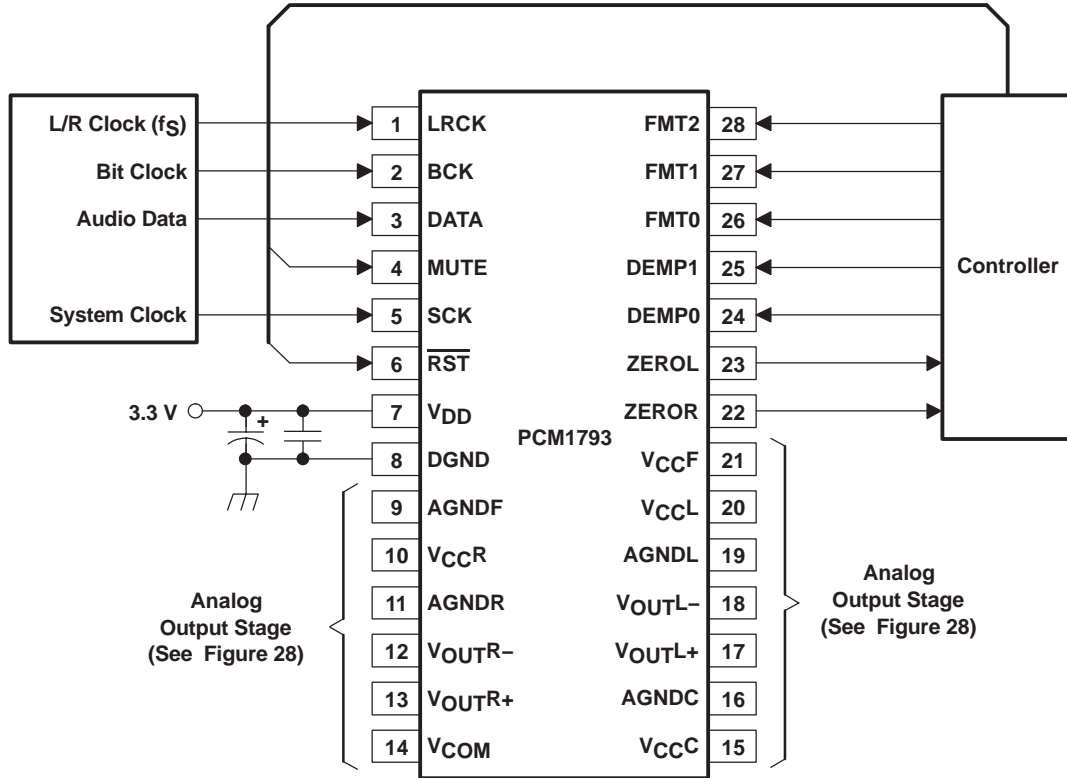 L/R Clock (fS)
Bit Clock
Audio Data
System Clock
3.3 V
+
1 LRCK
2 BCK
3 DATA
4 MUTE
5 SCK
6 RST
7 VDD
8 DGND
9 AGNDF
10 VCCR
11 AGNDR
12 VOUTR–
13 VOUTR+
14 VCOM
Analog
Output Stage
(See Figure 28)
PCM1793
FMT2 28
FMT1 27
FMT0 26
DEMP1 25
DEMP0 24
ZEROL 23
ZEROR 22
VCCF 21
VCCL 20
AGNDL 19
VOUTL– 18
VOUTL+ 17
AGNDC 16
VCCC 15
Controller
Analog
Output Stage
(See Figure 28)